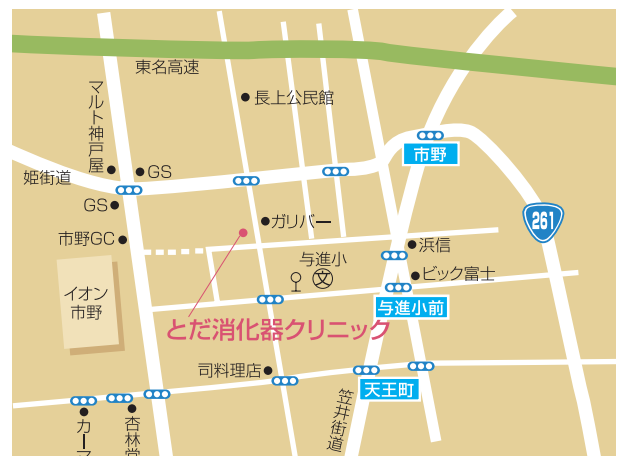 東名高速
マルト神戸屋
長上公民館
市野
GS
姫街道
GS
ガリバー
261
市野GC
浜信
与進小
文
ビック富士
イオン
市野
与進小前
とだ消化器クリニック
司料理店
天王町
笠井街道
カーマ
杏林堂